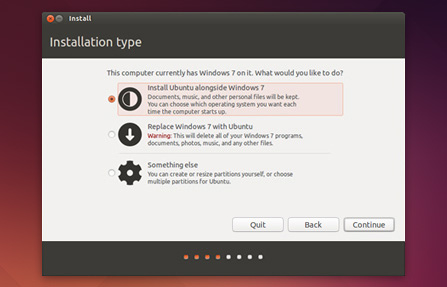 Install
Installation type
This computer currently has Windows 7 on it. What would you like to do?
Install Ubuntu alongside Windows 7
Documents, music, and other personal files will be kept.
You can choose which operating system you want each
time the computer starts up.
Replace Windows 7 with Ubuntu
Warning: This will delete all of your Windows 7 programs,
documents, photos, music, and any other files.
Something else
You can create or resize partitions yourself, or choose
multiple partitions for Ubuntu.
Quit Back Continue